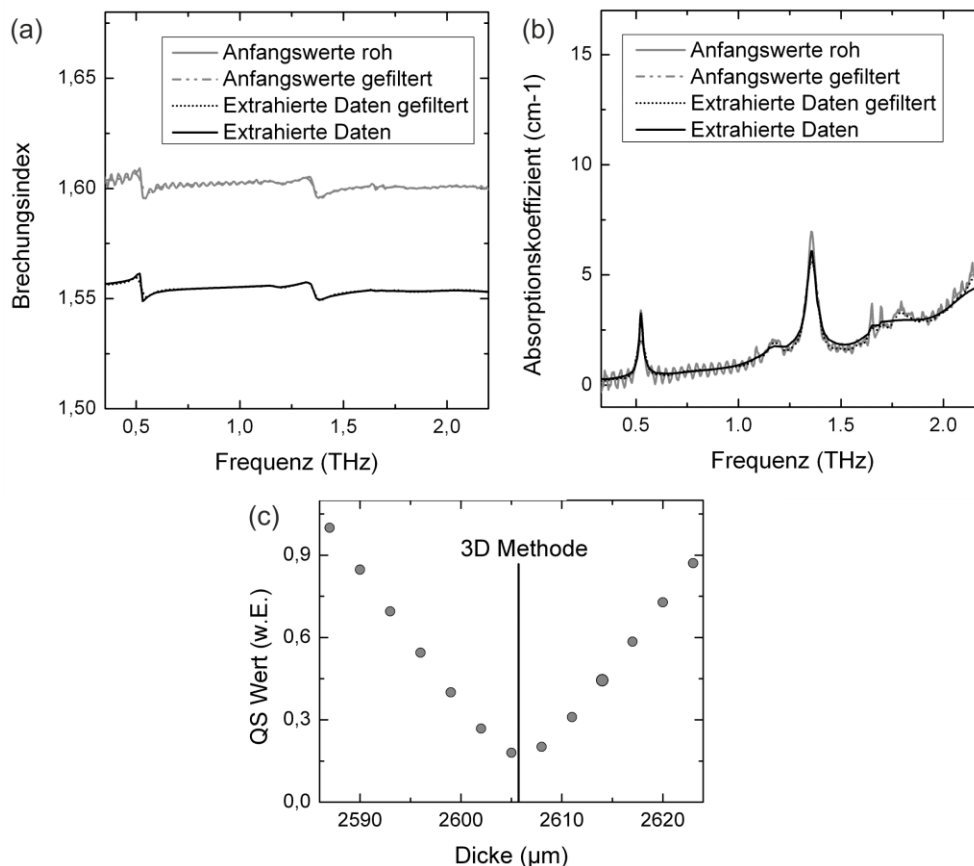 (a)
Anfangswerte roh
Anfangswerte gefiltert
Extrahierte Daten gefiltert
Extrahierte Daten
Brechungsindex
1,65
1,60
1,55
1,50
0,5
1,0
1,5
2,0
Frequenz (THz)
(b)
Anfangswerte roh
Anfangswerte gefiltert
Extrahierte Daten gefiltert
Extrahierte Daten
Absorptionskoeffizient (cm-1)
15
10
5
0
0.5
1.0
1.5
2.0
Frequenz (THz)
(c)
3D Methode
QS Wert (w.E.)
0,9
0,6
0,3
0,0
2590
2600
2610
2620
Dicke (µm)